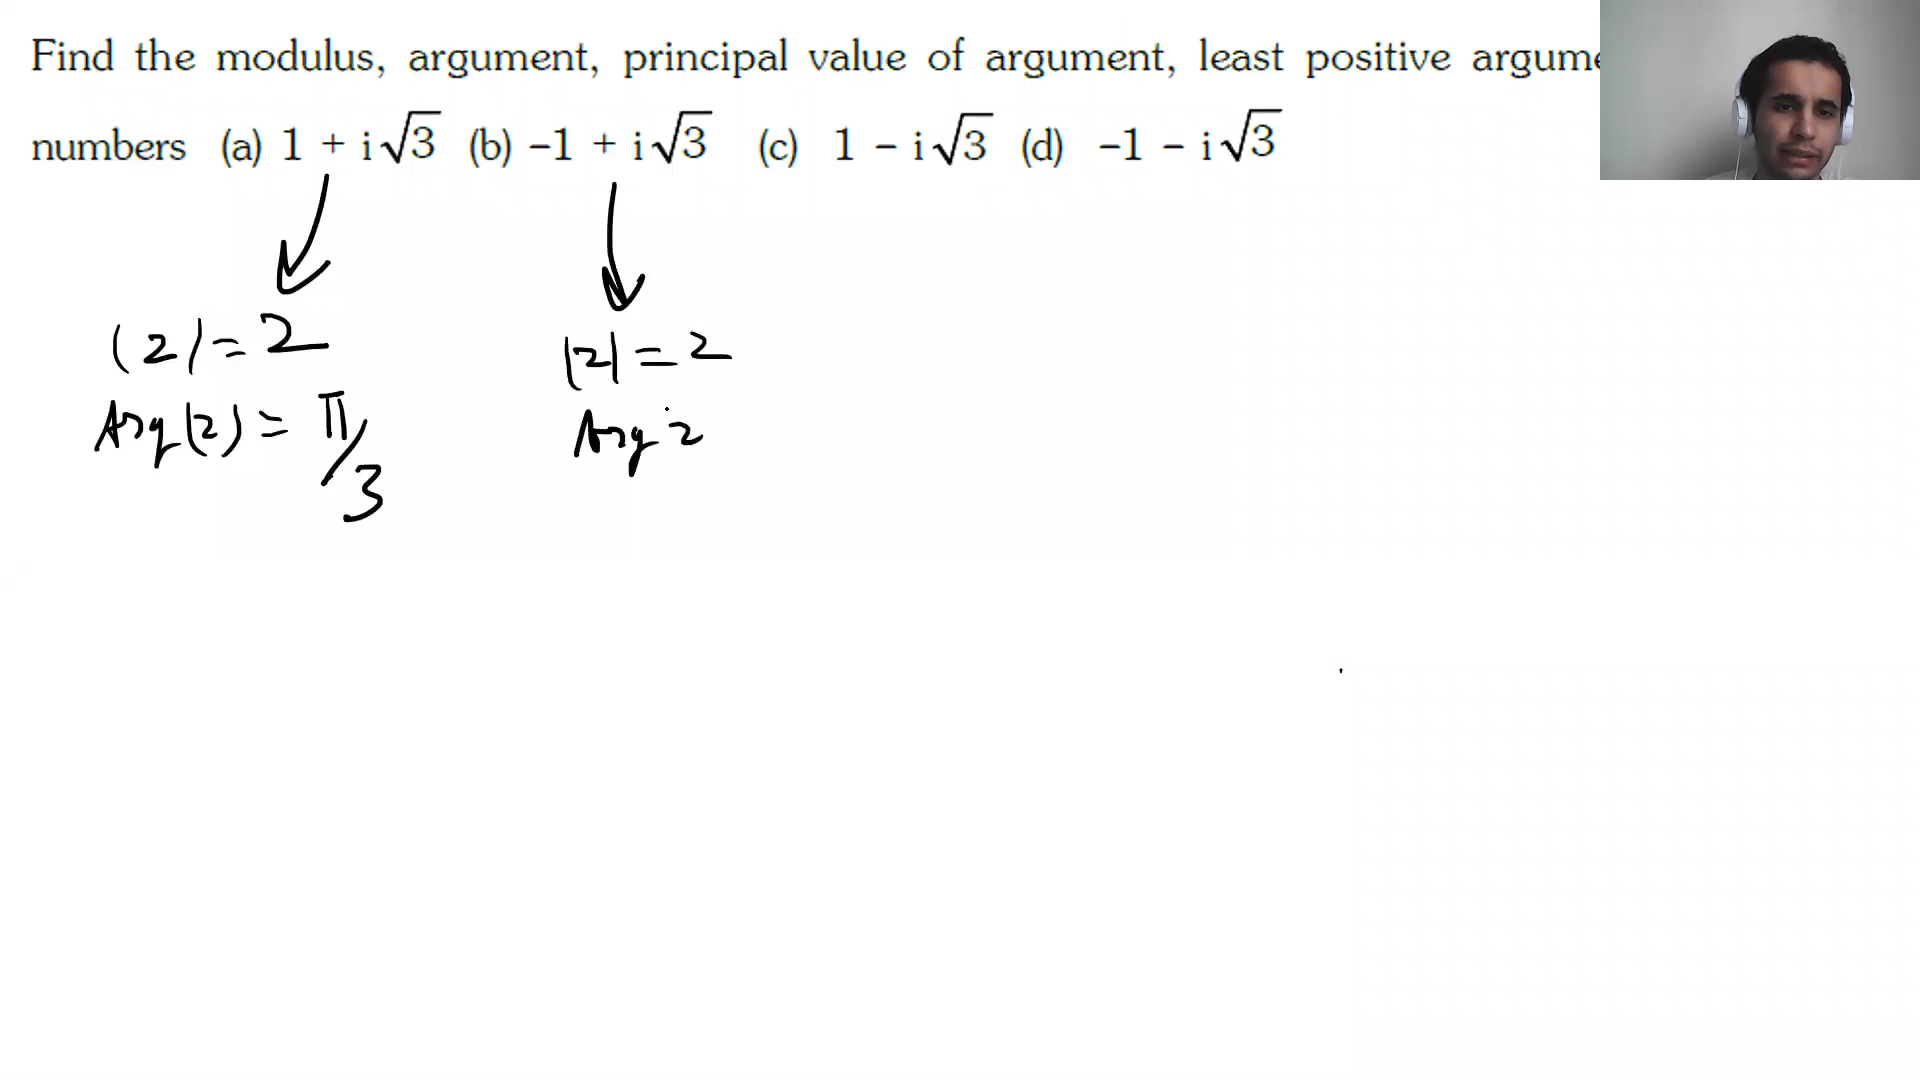 Find the modulus, argument, principal value of argument, least positive argume
numbers (a) 1 + i√3 (b) -1 + i√3 (c) 1 - i√3 (d) -1 - i√3
|z| = 2
|z| = 2
Arg(z) = π/3
Arg z